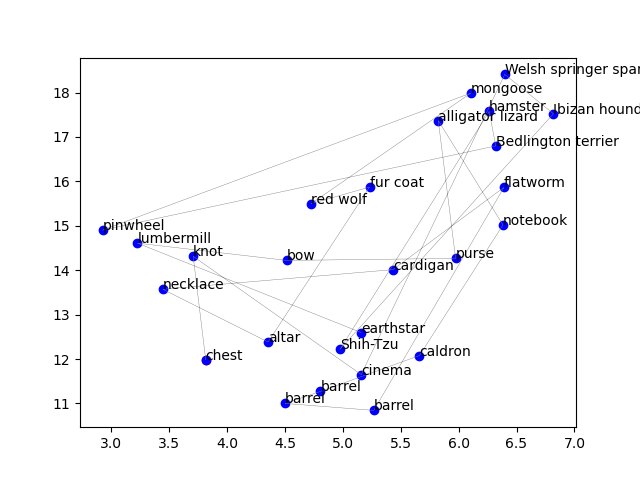 Welsh springer spar
mongoose
hamster
Ibizan hound
alligator lizard
Bedlington terrier
fur coat
flatworm
red wolf
notebook
pinwheel
lumbermill
knot
bow
purse
cardigan
necklace
earthstar
altar
Shih-Tzu
caldron
chest
cinema
barrel
barrel
barrel
18
17
16
15
14
13
12
11
3.0 3.5 4.0 4.5 5.0 5.5 6.0 6.5 7.0